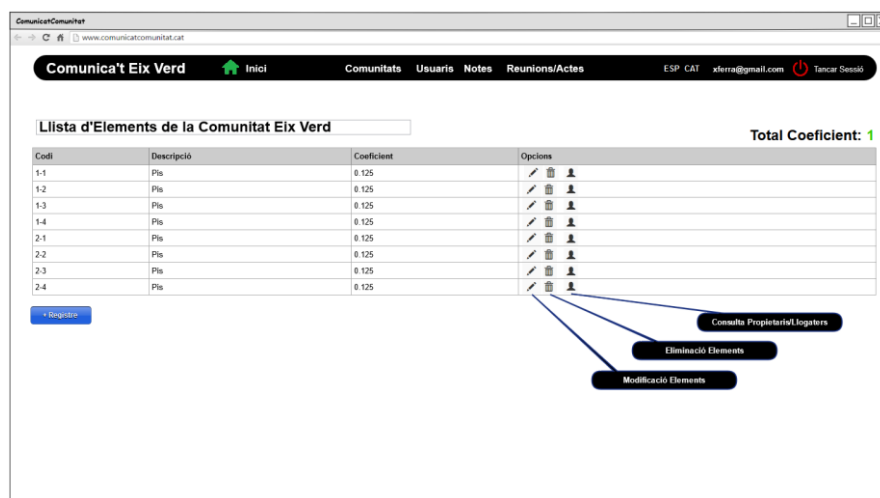 ComunicatComunitat
www.comunicatcomunitat.cat
Comunica't Eix Verd Inici Comunitats Usuaris Notes Reunions/Actes ESP CAT xferra@gmail.com Tancar Sessió
Llista d'Elements de la Comunitat Eix Verd
Total Coeficient: 1
Codi Descripció Coeficient Opcions
1-1 Pis 0.125
1-2 Pis 0.125
1-3 Pis 0.125
1-4 Pis 0.125
2-1 Pis 0.125
2-2 Pis 0.125
2-3 Pis 0.125
2-4 Pis 0.125
+ Registre
Consulta Propietaris/Llogaters
Eliminació Elements
Modificació Elements